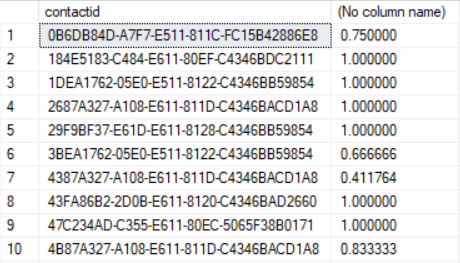 contactid (No column name)
1 0B6DB84D-A7F7-E511-811C-FC15B42886E8 0.750000
2 184E5183-C484-E611-80EF-C4346BDC2111 1.000000
3 1DEA1762-05E0-E511-8122-C4346BB59854 1.000000
4 2687A327-A108-E611-811D-C4346BACD1A8 1.000000
5 29F9BF37-E61D-E611-8128-C4346BB59854 1.000000
6 3BEA1762-05E0-E511-8122-C4346BB59854 0.666666
7 4387A327-A108-E611-811D-C4346BACD1A8 0.411764
8 43FA86B2-2D0B-E611-8120-C4346BAD2660 1.000000
9 47C234AD-C355-E611-80EC-5065F38B0171 1.000000
10 4B87A327-A108-E611-811D-C4346BACD1A8 0.833333